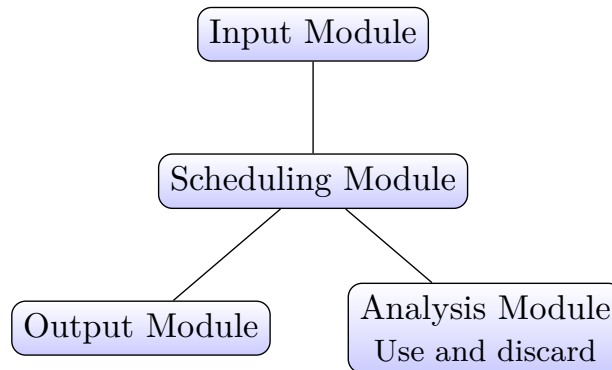 Input Module
Scheduling Module
Output Module
Analysis Module
Use and discard